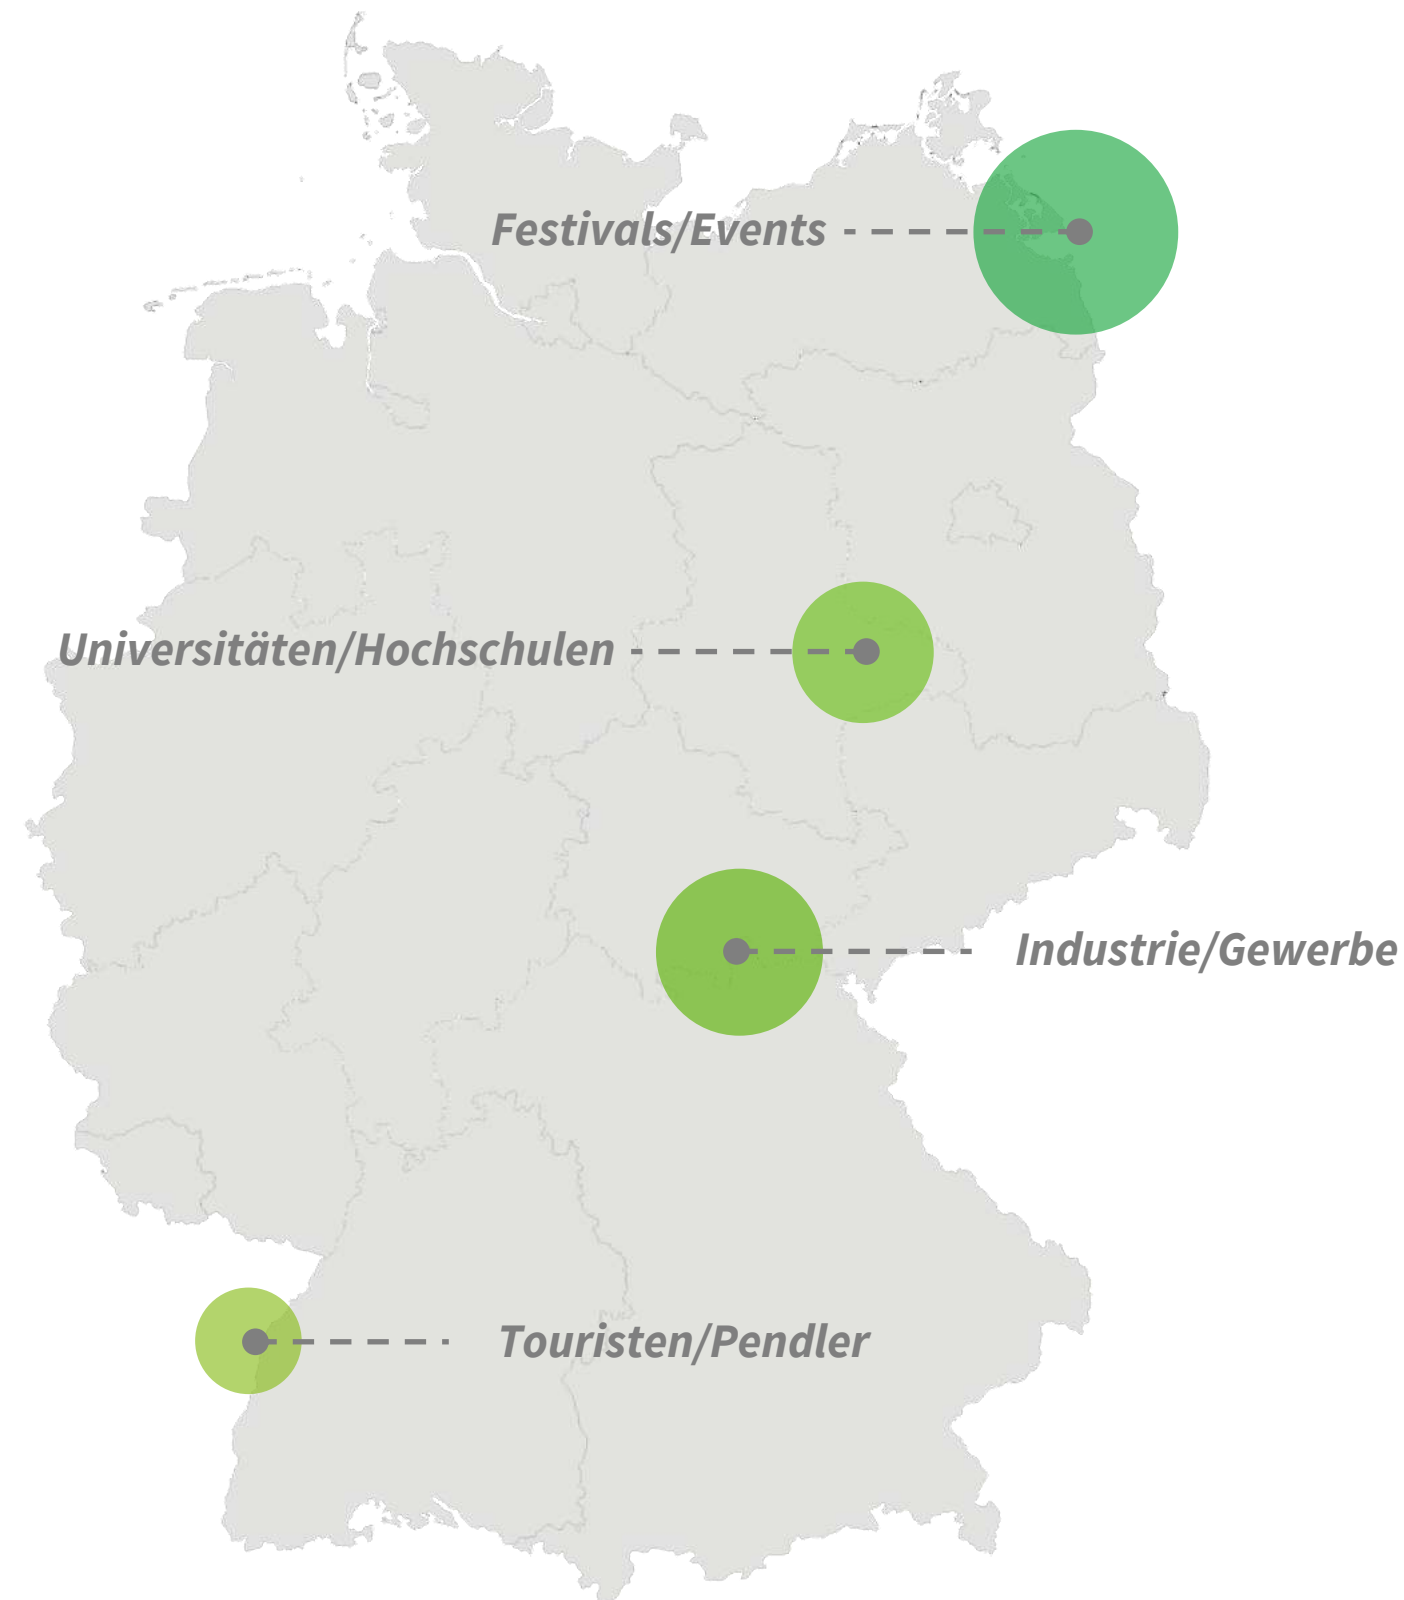 Festivals/Events
Universitäten/Hochschulen
Industrie/Gewerbe
Touristen/Pendler